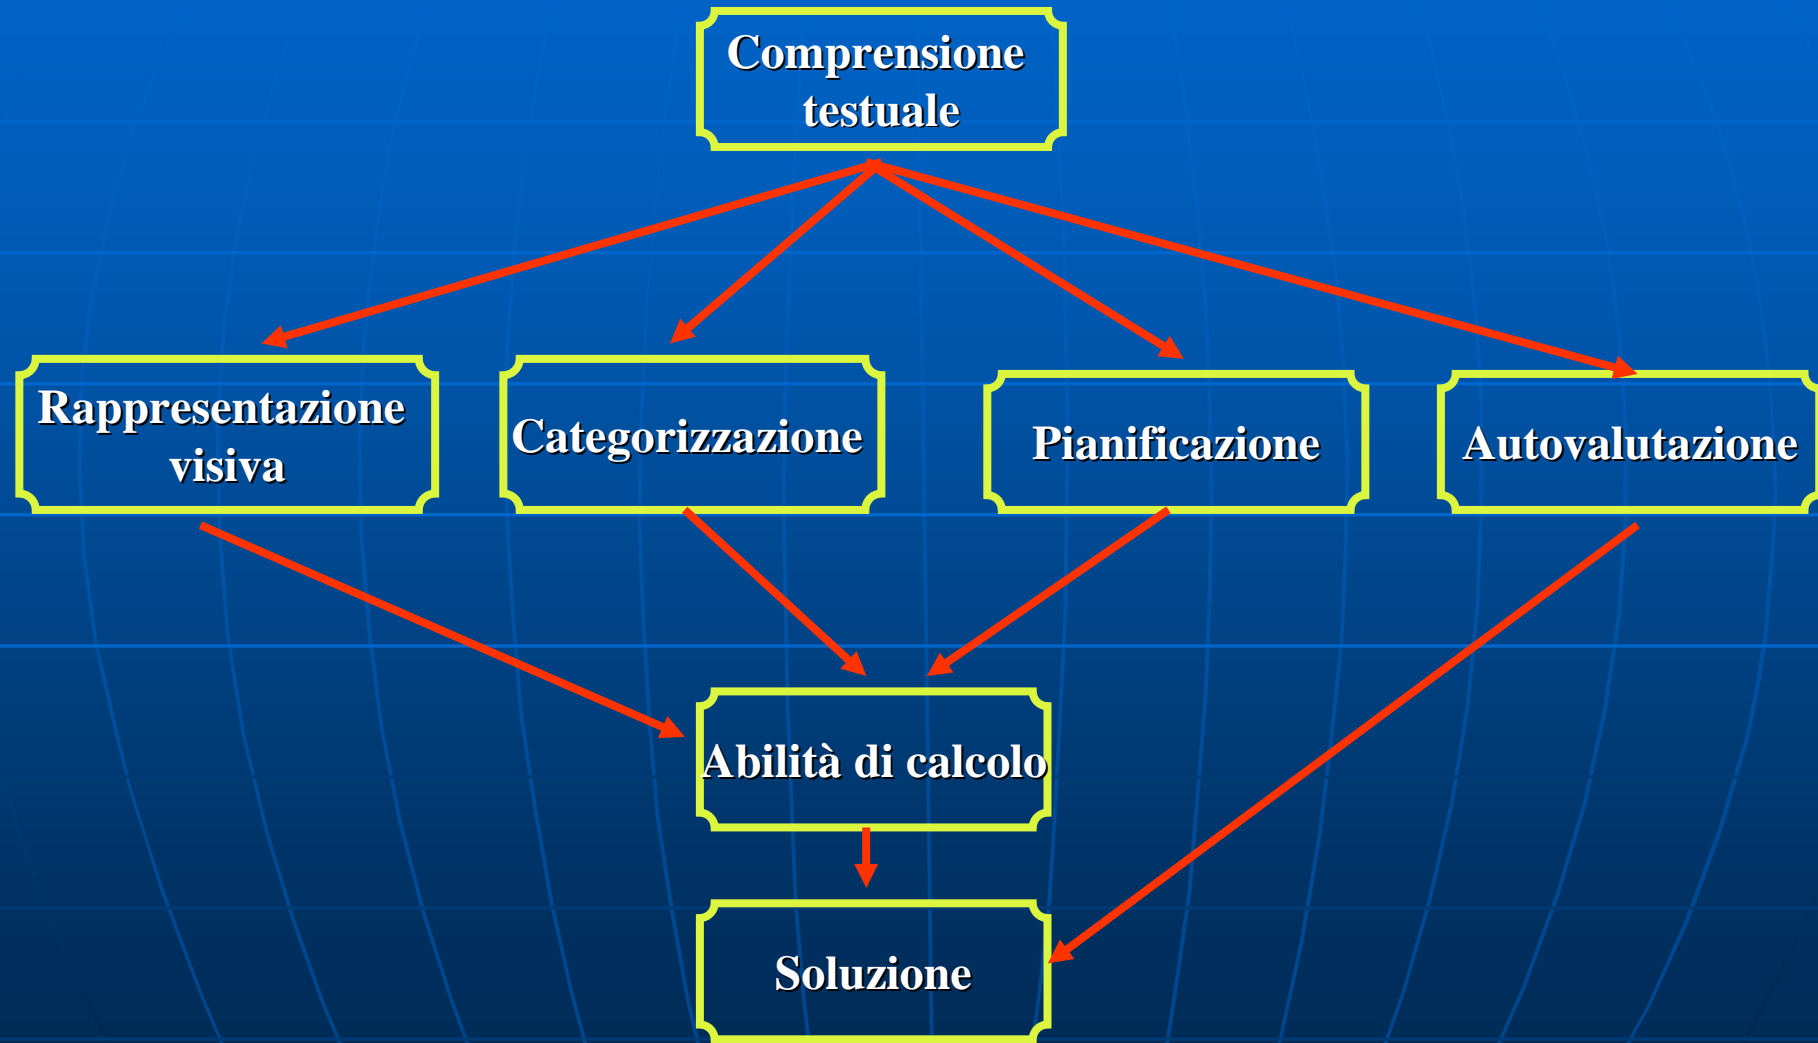 Comprensione
testuale
Rappresentazione
visiva
Categorizzazione
Pianificazione
Autovalutazione
Abilità di calcolo
Soluzione